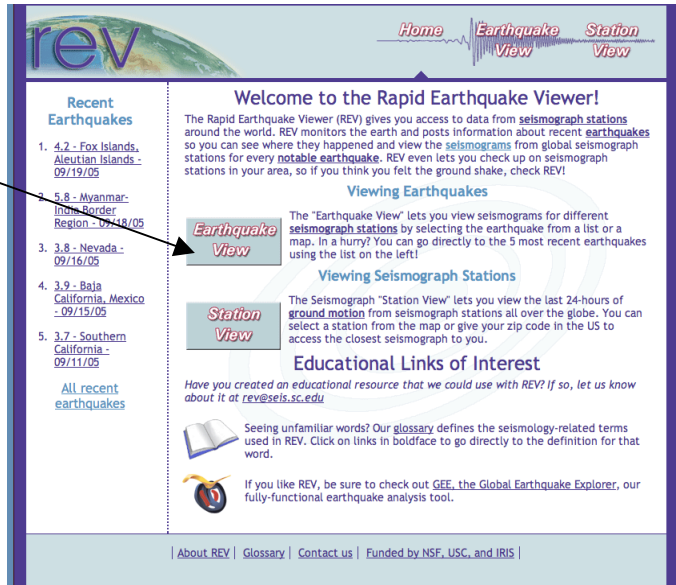 rev
Home
Earthquake
View
Station
View
Recent
Earthquakes
1. 4.2 - Fox Islands,
Aleutian Islands -
09/19/05
2. 5.8 - Myanmar-
India Border
Region - 09/18/05
3. 3.8 - Nevada -
09/16/05
4. 3.9 - Baja
California, Mexico
- 09/15/05
5. 3.7 - Southern
California -
09/11/05
All recent
earthquakes
Welcome to the Rapid Earthquake Viewer!
The Rapid Earthquake Viewer (REV) gives you access to data from seismograph stations
around the world. REV monitors the earth and posts information about recent earthquakes
so you can see where they happened and view the seismograms from global seismograph
stations for every notable earthquake. REV even lets you check up on seismograph
stations in your area, so if you think you felt the ground shake, check REV!
Viewing Earthquakes
Earthquake
View
The "Earthquake View" lets you view seismograms for different
seismograph stations by selecting the earthquake from a list or a
map. In a hurry? You can go directly to the 5 most recent earthquakes
using the list on the left!
Viewing Seismograph Stations
Station
View
The Seismograph "Station View" lets you view the last 24-hours of
ground motion from seismograph stations all over the globe. You can
select a station from the map or give your zip code in the US to
access the closest seismograph to you.
Educational Links of Interest
Have you created an educational resource that we could use with REV? If so, let us know
about it at rev@seis.sc.edu
Seeing unfamiliar words? Our glossary defines the seismology-related terms
used in REV. Click on links in boldface to go directly to the definition for that
word.
If you like REV, be sure to check out GEE, the Global Earthquake Explorer, our
fully-functional earthquake analysis tool.
| About REV | Glossary | Contact us | Funded by NSF, USC, and IRIS |